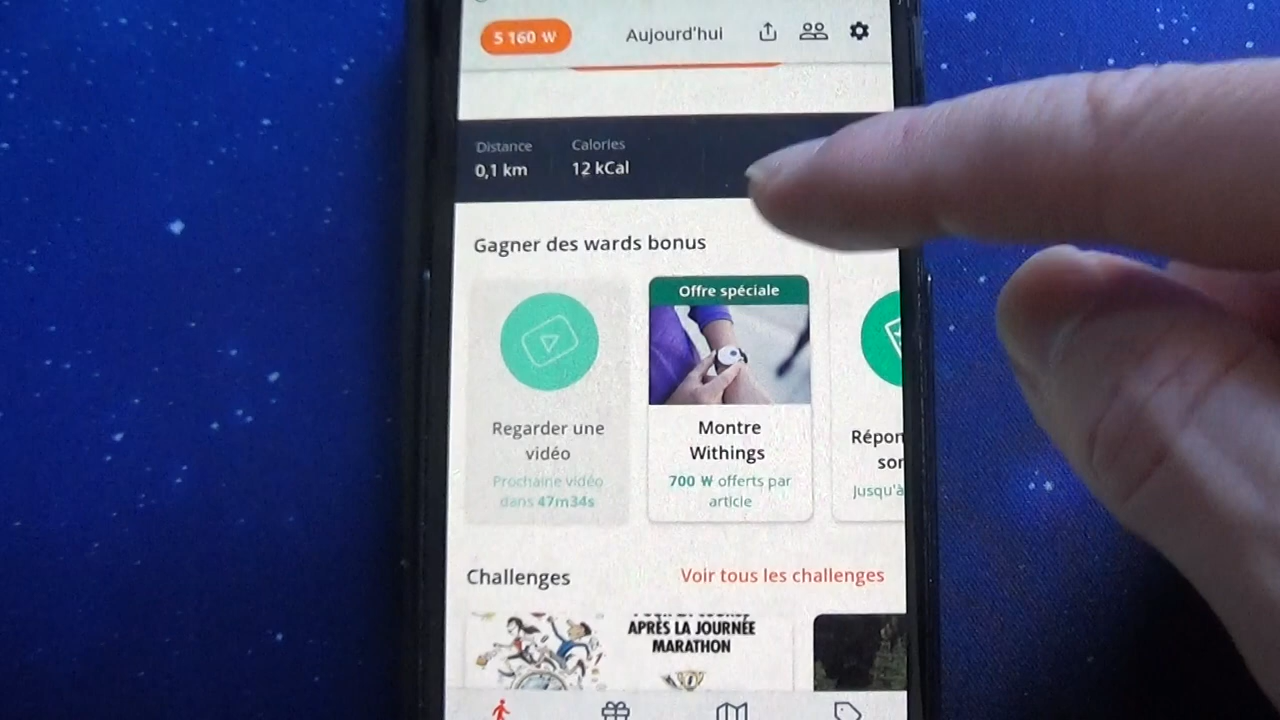 5 160 W
Aujourd'hui
Distance
Calories
0,1 km
12 kCal
Gagner des wards bonus
Offre spéciale
Regarder une
vidéo
Prochaine vidéo
dans 47m34s
Montre
Withings
700 W offerts par
article
Jusqu'à
Challenges
Voir tous les challenges
APRÈS LA JOURNÉE
MARATHON